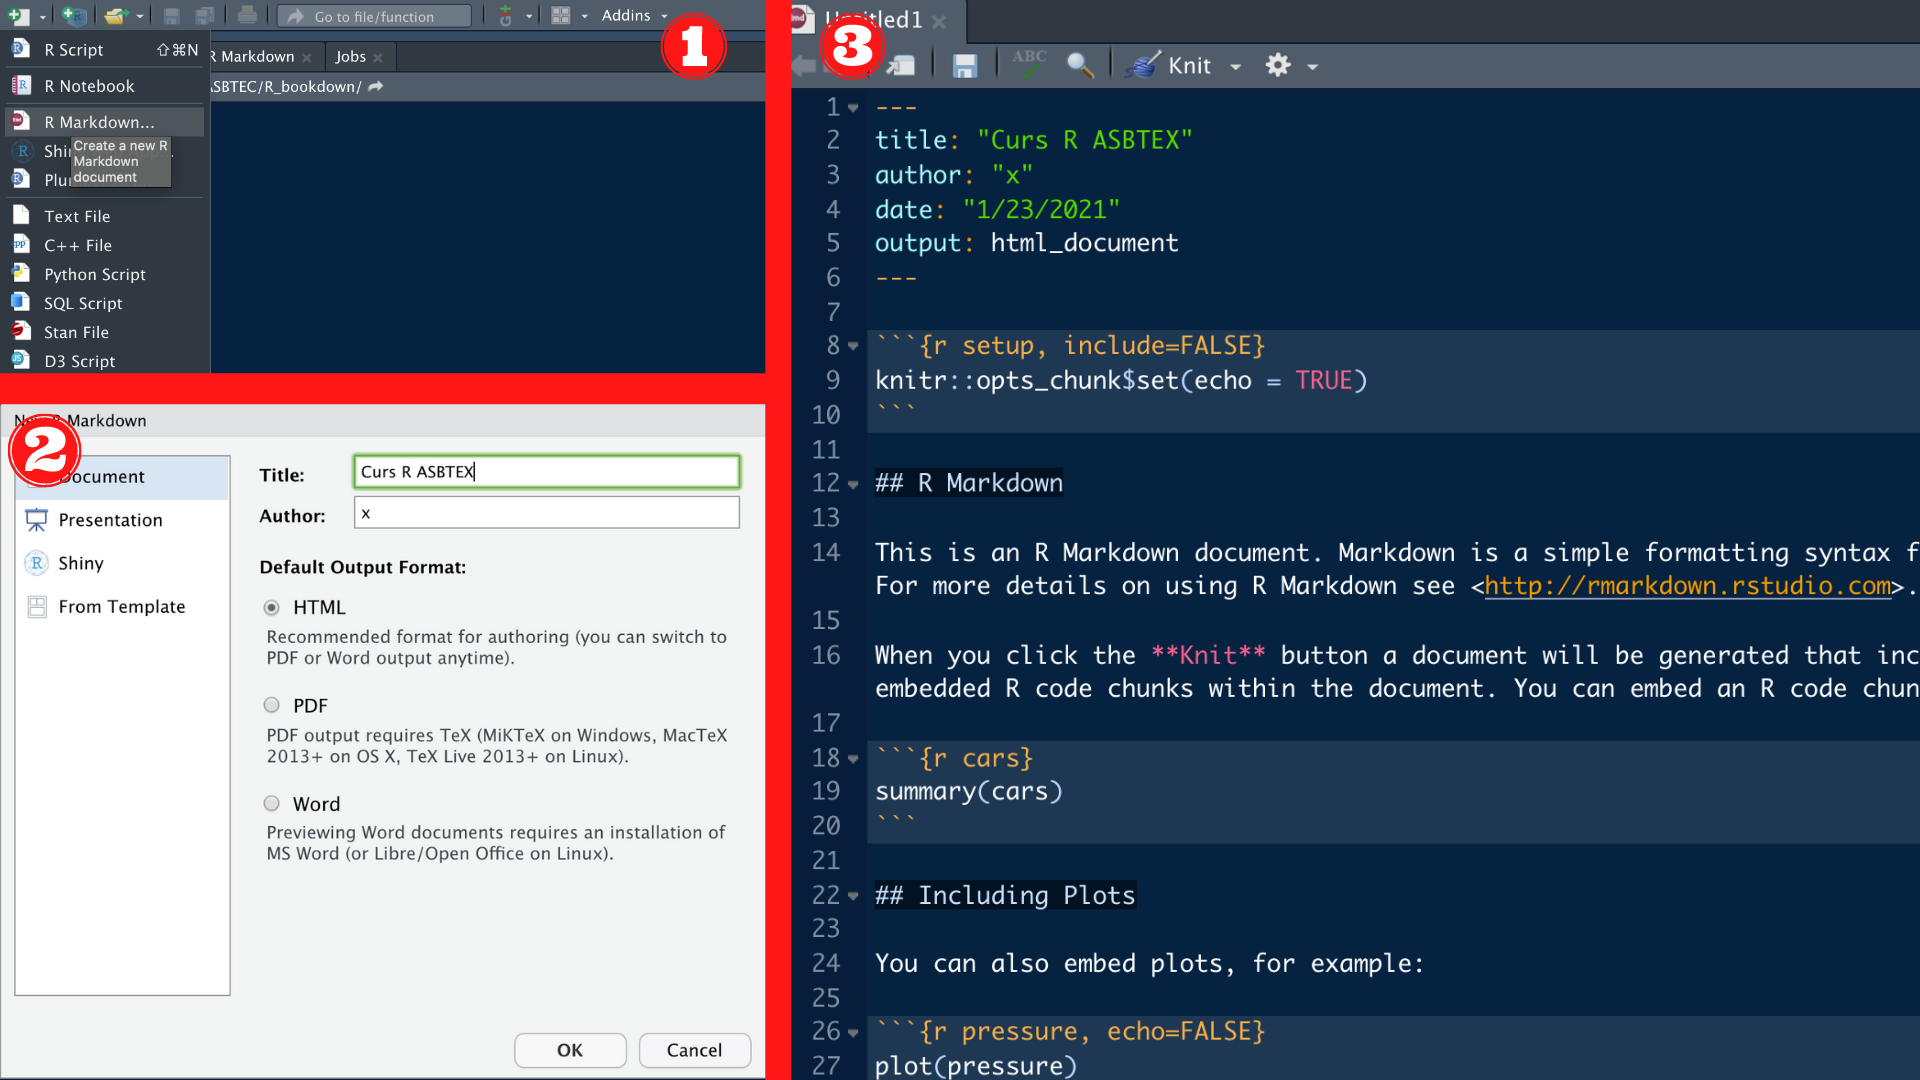 Go to file/function
Addins
1
R Script ⇧⌘N
R Notebook
R Markdown...
Create a new R
Markdown
document
Text File
C++ File
Python Script
SQL Script
Stan File
D3 Script
R Markdown
Jobs
ASBTEC/R_bookdown/
2
Markdown
Document
Presentation
Shiny
From Template
Title: Curs R ASBTEX
Author: x
Default Output Format:
HTML
Recommended format for authoring (you can switch to
PDF or Word output anytime).
PDF
PDF output requires TeX (MiKTeX on Windows, MacTeX
2013+ on OS X, TeX Live 2013+ on Linux).
Word
Previewing Word documents requires an installation of
MS Word (or Libre/Open Office on Linux).
OK
Cancel
3
Untitled1
ABC
Knit
1 ---
2 title: "Curs R ASBTEX"
3 author: "x"
4 date: "1/23/2021"
5 output: html_document
6 ---
7
8 ```{r setup, include=FALSE}
9 knitr::opts_chunk$set(echo = TRUE)
10 ```
11
12 ## R Markdown
13
14 This is an R Markdown document. Markdown is a simple formatting syntax f
For more details on using R Markdown see <http://rmarkdown.rstudio.com>.
15
16 When you click the **Knit** button a document will be generated that inc
embedded R code chunks within the document. You can embed an R code chun
17
18 ```{r cars}
19 summary(cars)
20 ```
21
22 ## Including Plots
23
24 You can also embed plots, for example:
25
26 ```{r pressure, echo=FALSE}
27 plot(pressure)